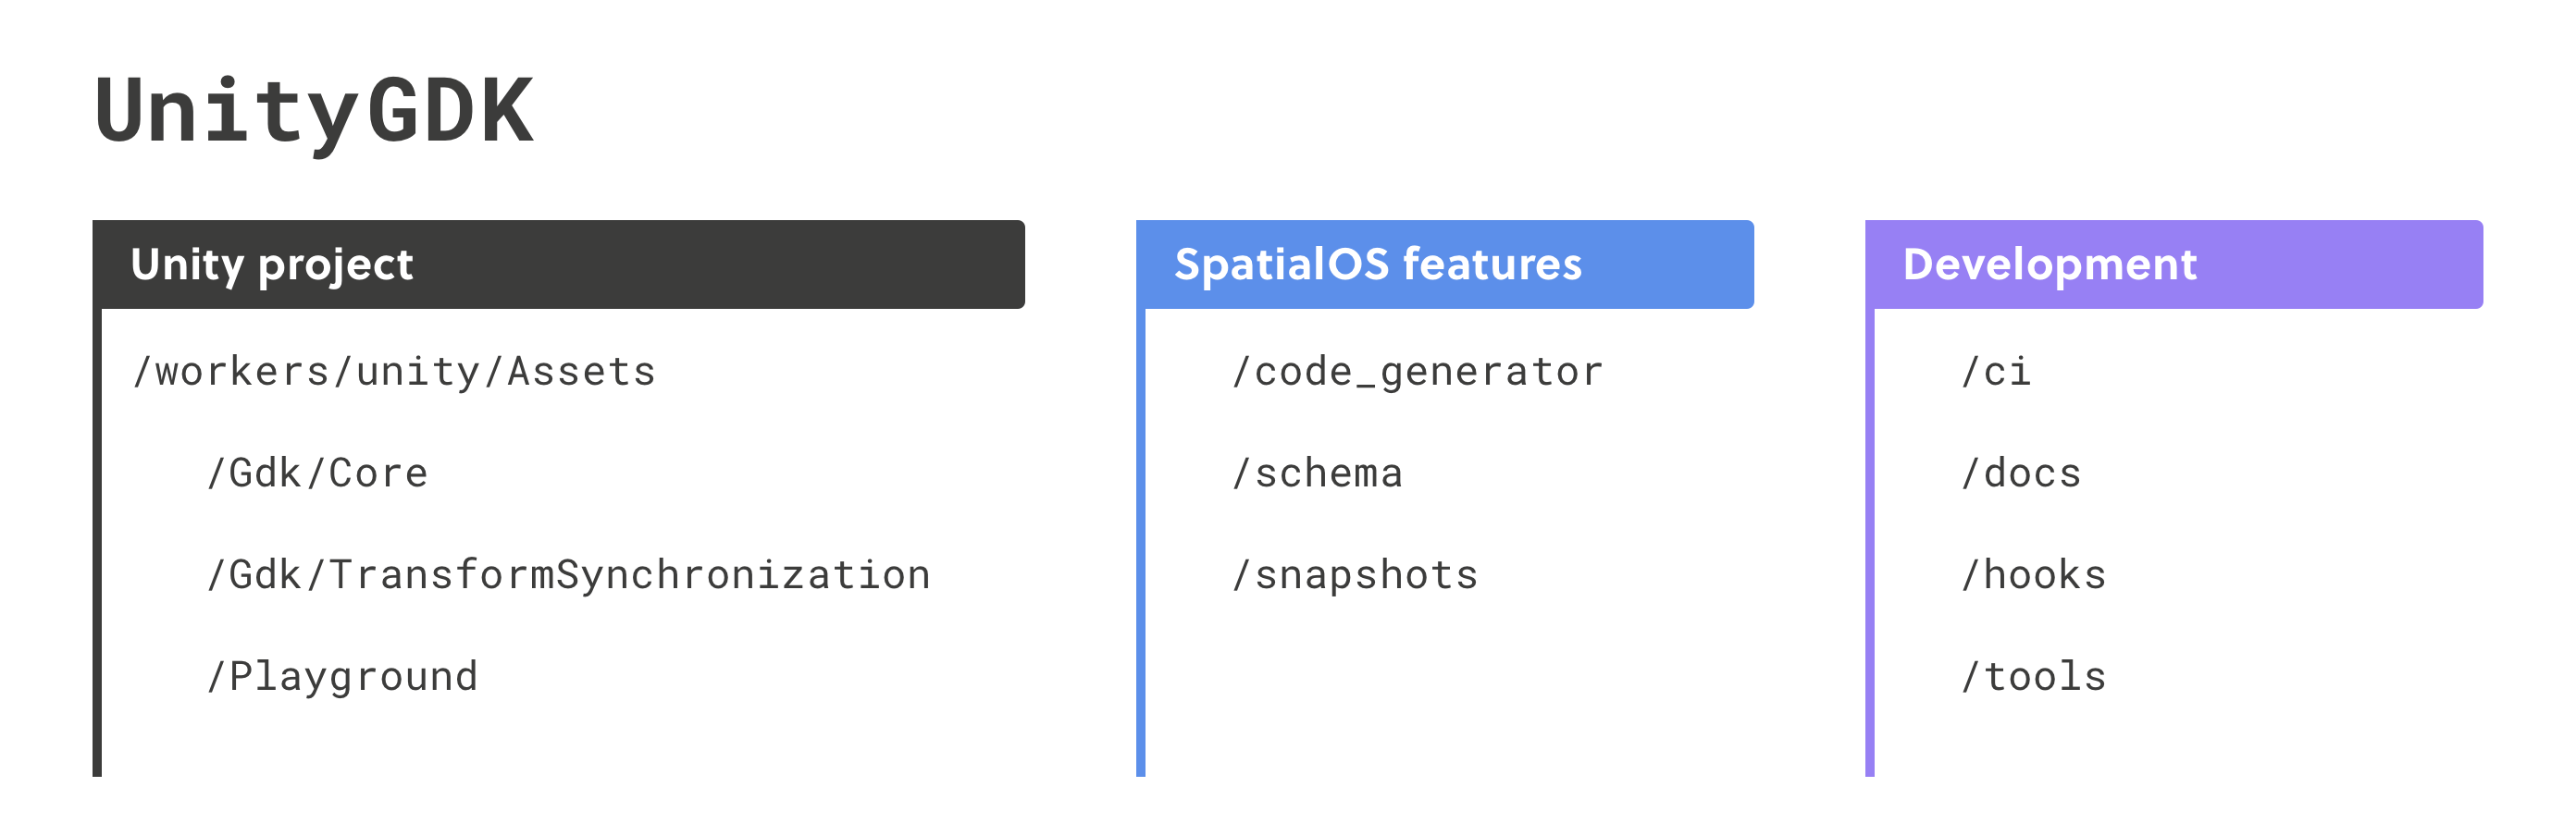 UnityGDK
Unity project
/workers/unity/Assets
/Gdk/Core
/Gdk/TransformSynchronization
/Playground
SpatialOS features
/code_generator
/schema
/snapshots
Development
/ci
/docs
/hooks
/tools